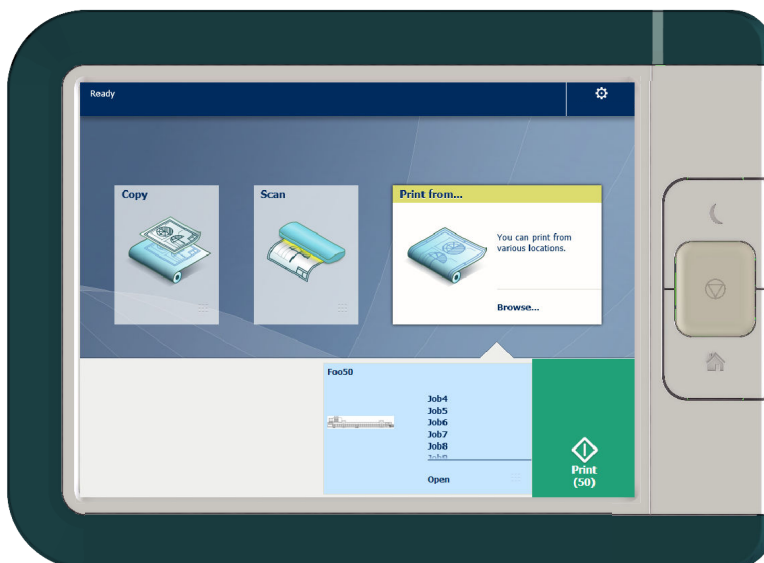 Ready
Copy
Scan
Print from...
You can print from
various locations.
Browse...
Foo50
Job4
Job5
Job6
Job7
Job8
Open
Print
(50)